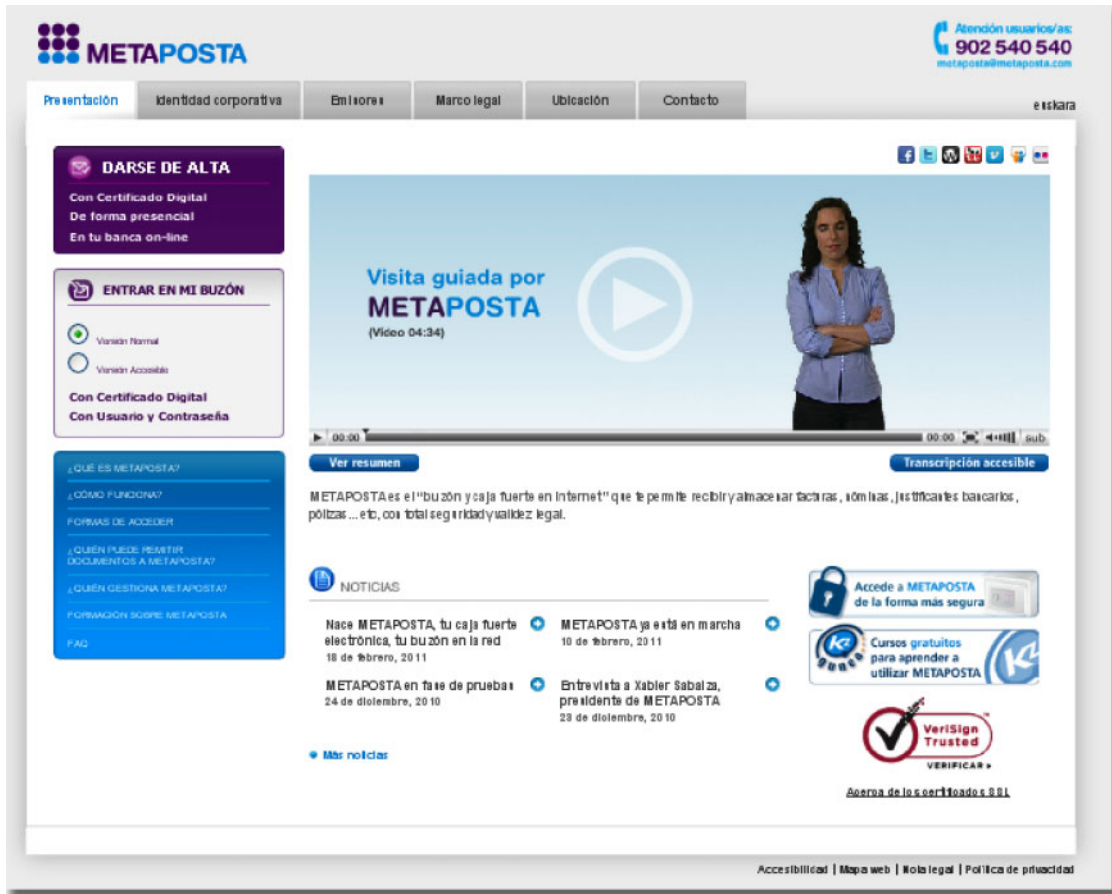 METAPOSTA
Atención usuarios/as:
902 540 540
metaposta@metaposta.com
Presentación
Identidad corporativa
Emisores
Marco legal
Ubicación
Contacto
euskara
DARSE DE ALTA
Con Certificado Digital
De forma presencial
En tu banca on-line
ENTRAR EN MI BUZÓN
Versión Normal
Versión Accesible
Con Certificado Digital
Con Usuario y Contraseña
¿QUÉ ES METAPOSTA?
¿CÓMO FUNCIONA?
FORMAS DE ACCEDER
¿QUIÉN PUEDE REMITIR
DOCUMENTOS A METAPOSTA?
¿QUIÉN GESTIONA METAPOSTA?
FORMACIÓN SOBRE METAPOSTA
FAQ
Visita guiada por
METAPOSTA
(Vídeo 04:34)
00:00
00:00
sub
Ver resumen
Transcripción accesible
METAPOSTA es el "buzón y caja fuerte en Internet" que te permite recibir y almacenar facturas, nóminas, justificantes bancarios,
pólizas...etc, con total seguridad y validez legal.
NOTICIAS
Nace METAPOSTA, tu caja fuerte
electrónica, tu buzón en la red
18 de febrero, 2011
METAPOSTA ya está en marcha
10 de febrero, 2011
METAPOSTA en fase de pruebas
24 de diciembre, 2010
Entrevista a Xabier Sabalza,
presidente de METAPOSTA
23 de diciembre, 2010
Más noticias
Accede a METAPOSTA
de la forma más segura
KZ
gunea
Cursos gratuitos
para aprender a
utilizar METAPOSTA
VeriSign
Trusted
VERIFICAR
Acerca de los certificados SSL
Accesibilidad | Mapa web | Nota legal | Política de privacidad